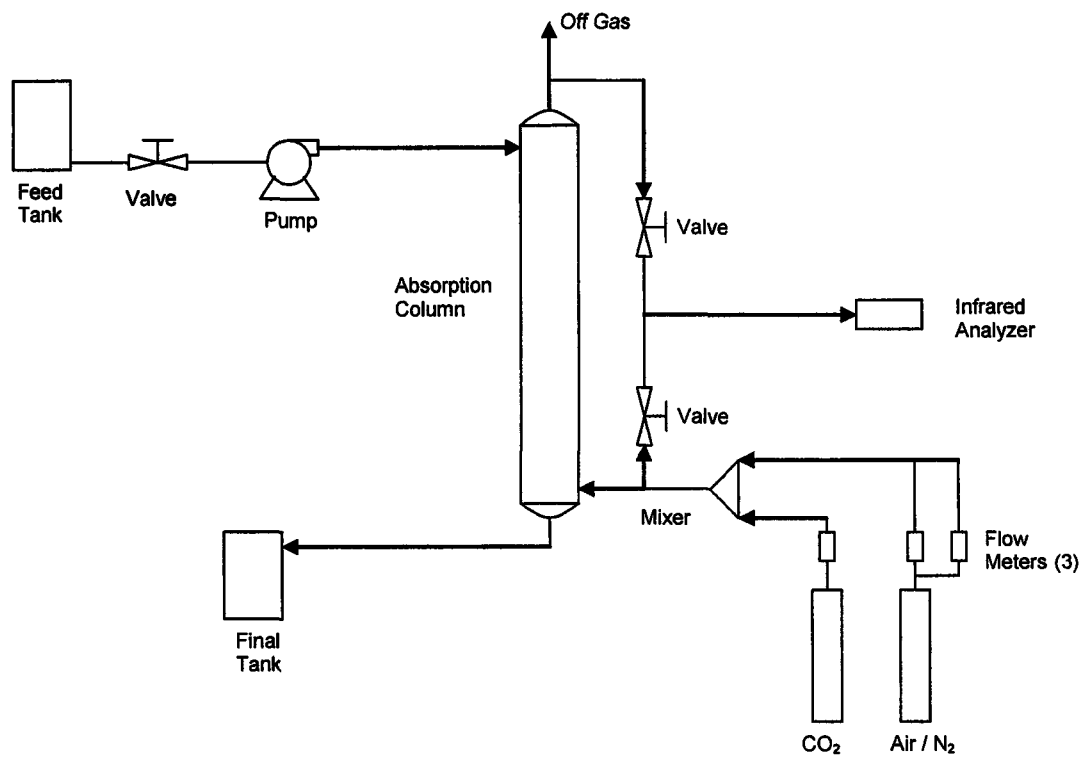 Off Gas
Feed
Tank
Valve
Pump
Valve
Absorption
Column
Infrared
Analyzer
Valve
Mixer
Flow
Meters (3)
Final
Tank
CO₂
Air / N₂